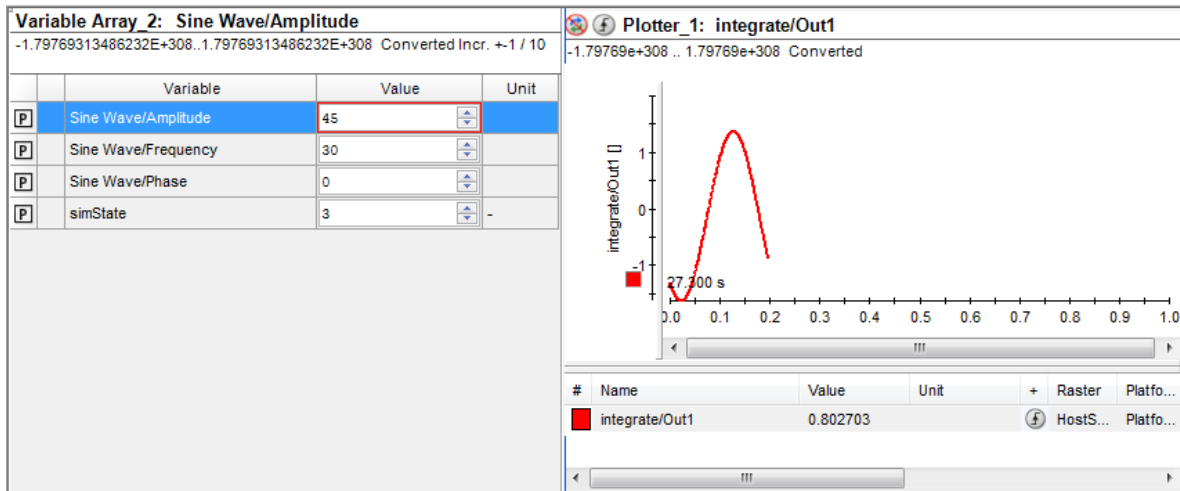 Variable Array_2: Sine Wave/Amplitude
-1.79769313486232E+308..1.79769313486232E+308 Converted Incr. +-1 / 10
Variable Value Unit
P Sine Wave/Amplitude 45
P Sine Wave/Frequency 30
P Sine Wave/Phase 0
P simState 3 -
Plotter_1: integrate/Out1
-1.79769e+308 .. 1.79769e+308 Converted
integrate/Out1 []
1
0
-1
27.300 s
0.0 0.1 0.2 0.3 0.4 0.5 0.6 0.7 0.8 0.9 1.0
# Name Value Unit + Raster Platfo...
integrate/Out1 0.802703 HostS... Platfo...